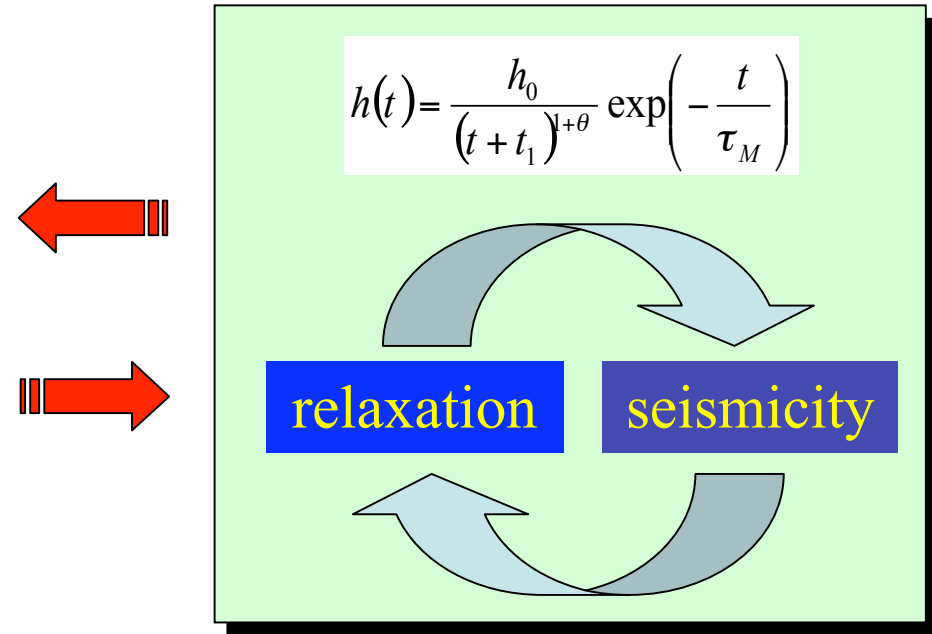 h(t) = h₀ / (t + t₁)^{1+θ} exp(− t / τ_M)
relaxation
seismicity